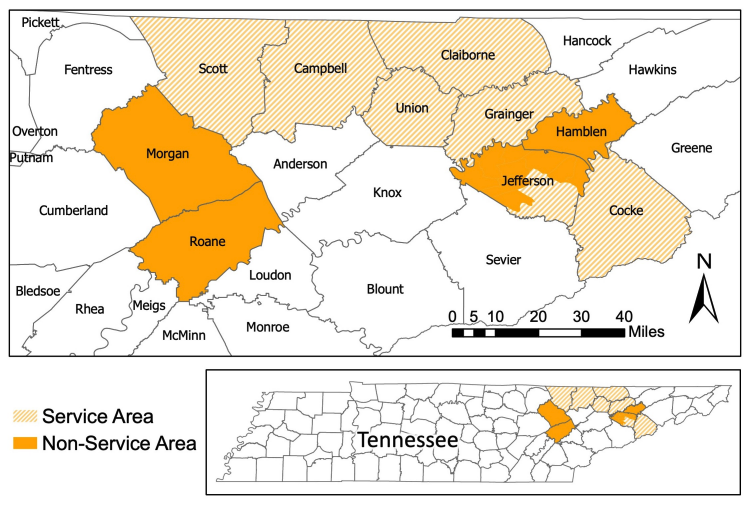 Pickett
Hancock
Claiborne
Fentress
Scott
Campbell
Hawkins
Union
Grainger
Overton
Hamblen
Putnam
Morgan
Anderson
Greene
Knox
Jefferson
Cumberland
Cocke
Roane
Sevier
N
Loudon
Bledsoe
Blount
Rhea
Meigs
McMinn
Monroe
0 5 10 20 30 40
Miles
Service Area
Non-Service Area
Tennessee